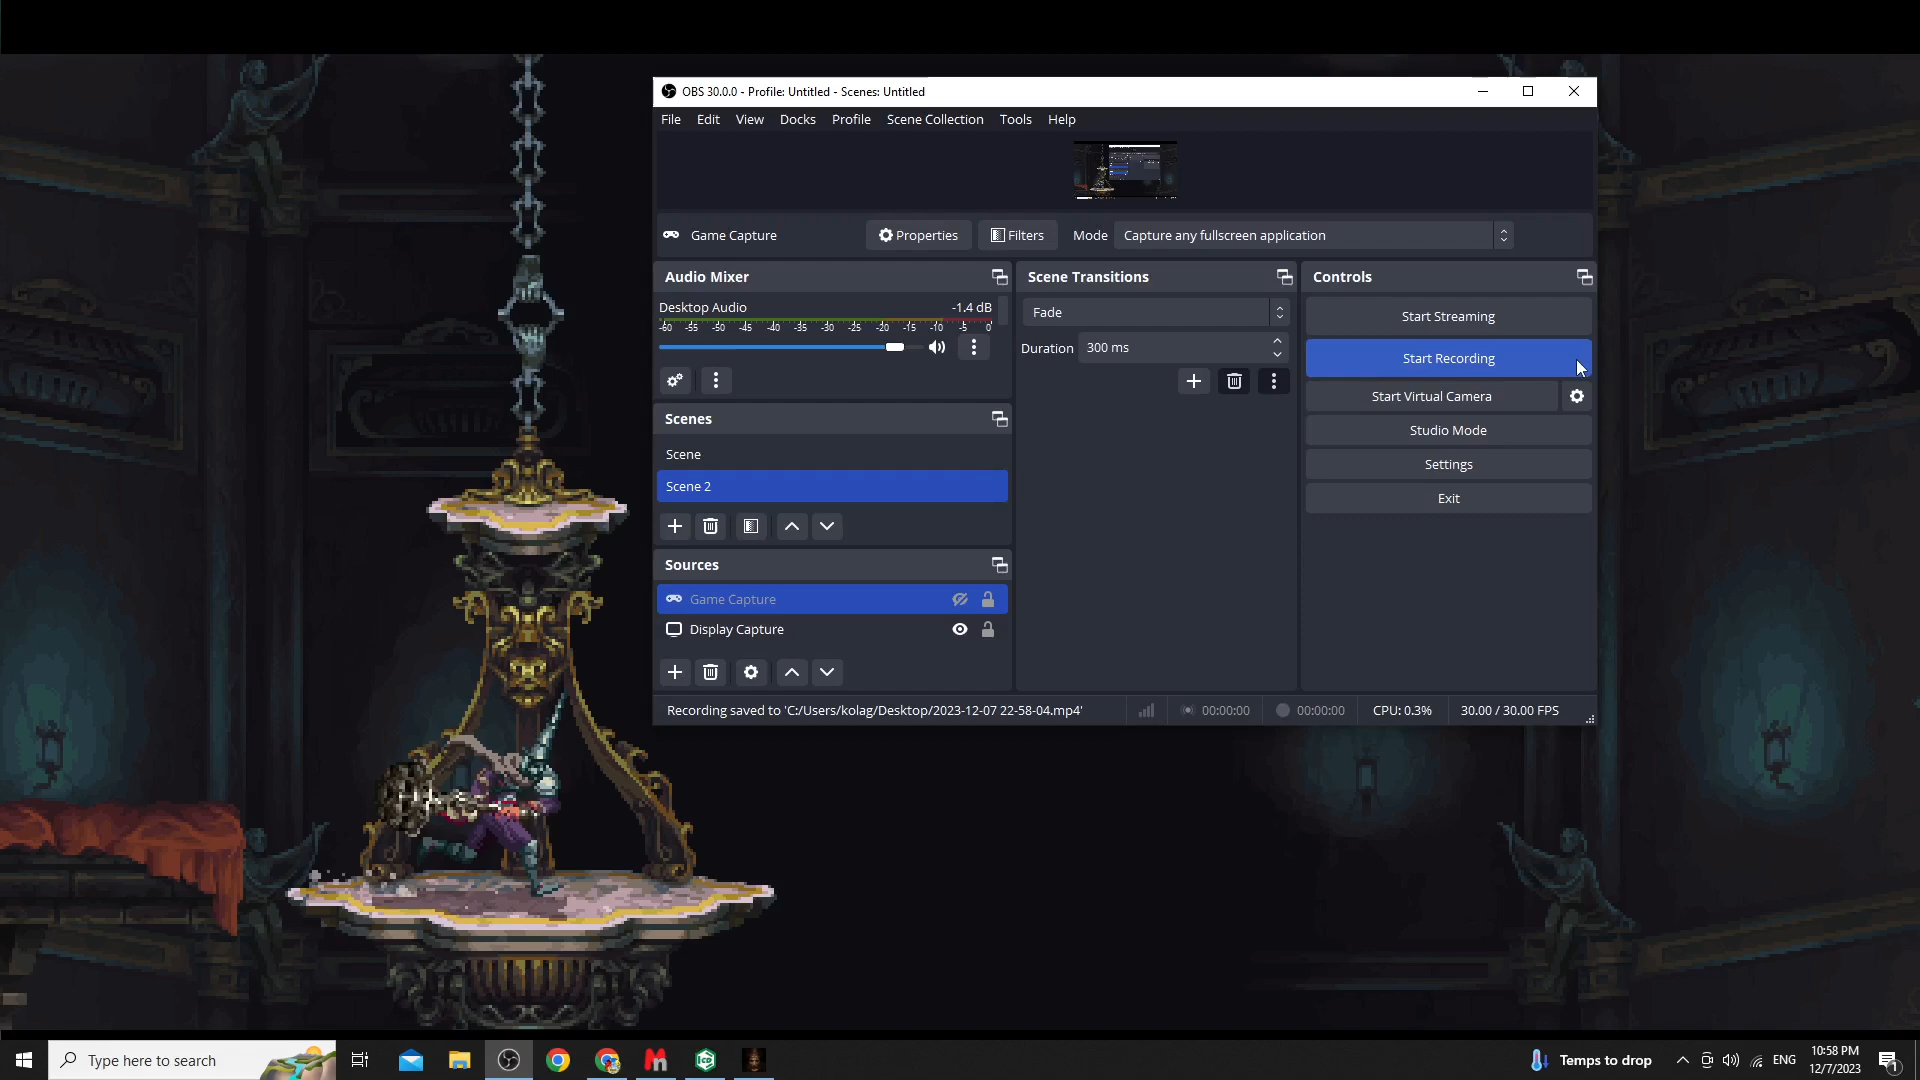 OBS 30.0.0 - Profile: Untitled - Scenes: Untitled
File Edit View Docks Profile Scene Collection Tools Help
Game Capture Properties Filters Mode Capture any fullscreen application
Audio Mixer
Desktop Audio -1.4 dB
-60 -55 -50 -45 -40 -35 -30 -25 -20 -15 -10 -5 0
Scenes
Scene
Scene 2
Sources
Game Capture
Display Capture
Scene Transitions
Fade
Duration 300 ms
Controls
Start Streaming
Start Recording
Start Virtual Camera
Studio Mode
Settings
Exit
Recording saved to 'C:/Users/kolag/Desktop/2023-12-07 22-58-04.mp4' 00:00:00 00:00:00 CPU: 0.3% 30.00 / 30.00 FPS
Type here to search
Temps to drop
ENG
10:58 PM
12/7/2023
1